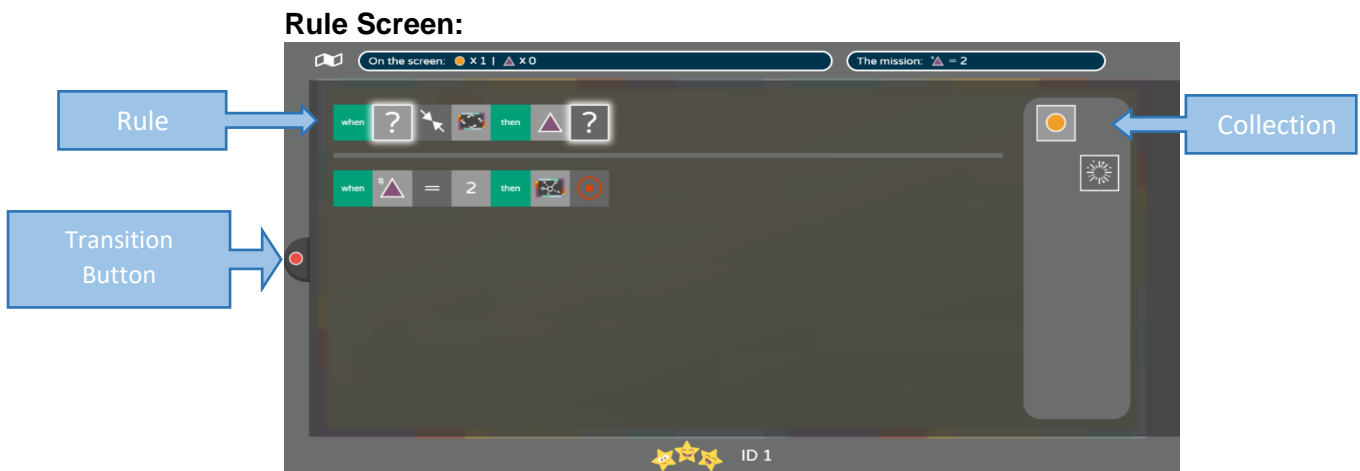 Rule Screen:
On the screen: x 1 | x 0
The mission: # = 2
Rule
when ? then ?
Collection
when # = 2 then
Transition
Button
ID 1